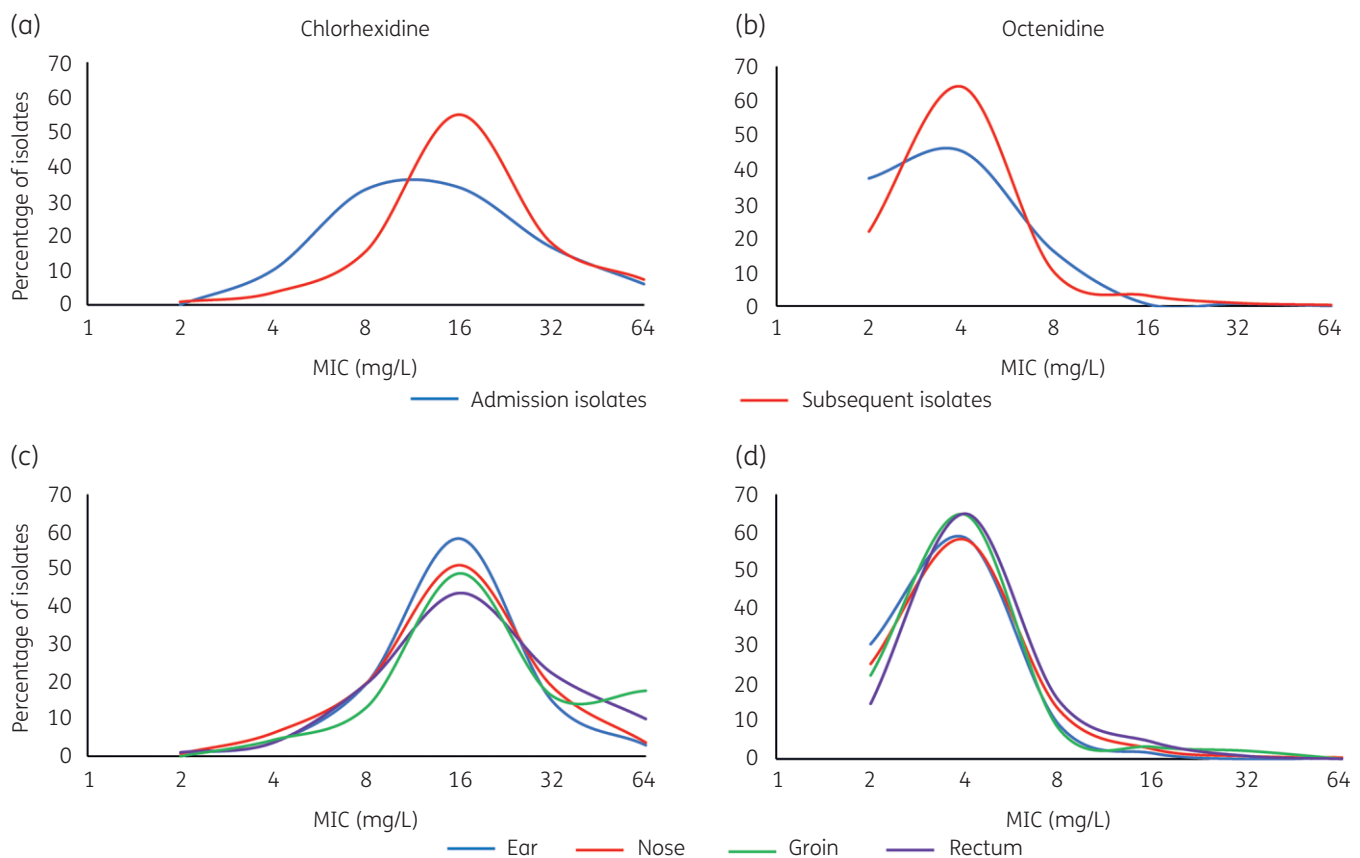 (a)
Chlorhexidine
Percentage of isolates
70
60
50
40
30
20
10
0
1 2 4 8 16 32 64
MIC (mg/L)
(b)
Octenidine
70
60
50
40
30
20
10
0
1 2 4 8 16 32 64
MIC (mg/L)
Admission isolates Subsequent isolates
(c)
Percentage of isolates
70
60
50
40
30
20
10
0
1 2 4 8 16 32 64
MIC (mg/L)
(d)
70
60
50
40
30
20
10
0
1 2 4 8 16 32 64
MIC (mg/L)
Ear Nose Groin Rectum